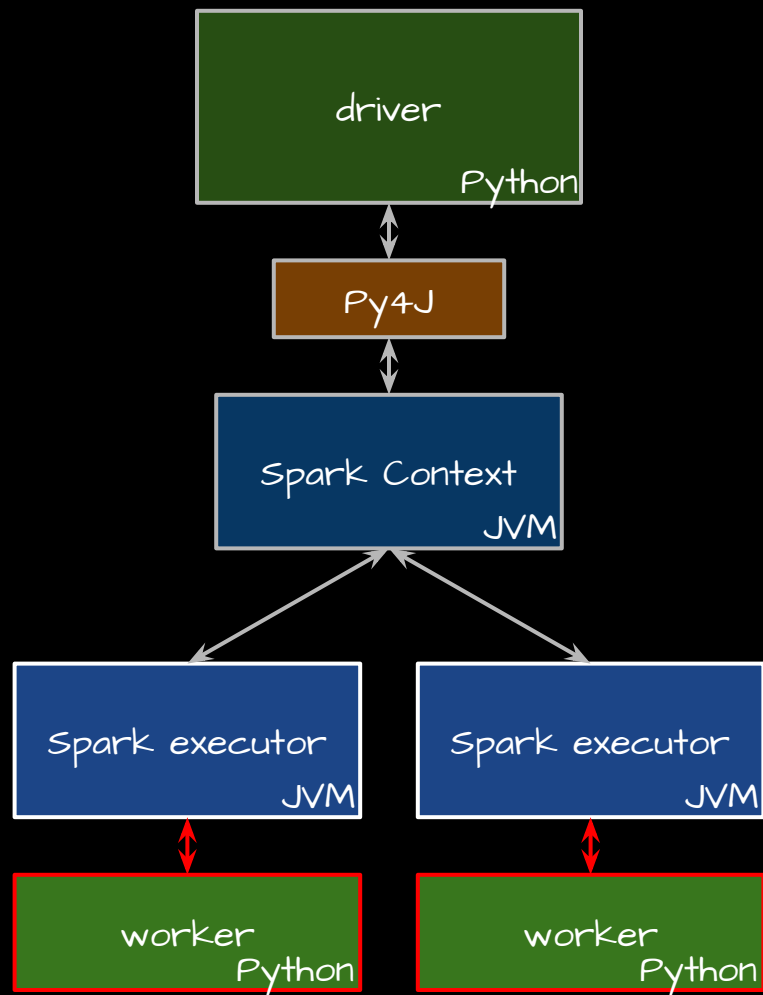 driver
Python
Py4J
Spark Context
JVM
Spark executor
JVM
Spark executor
JVM
worker
Python
worker
Python